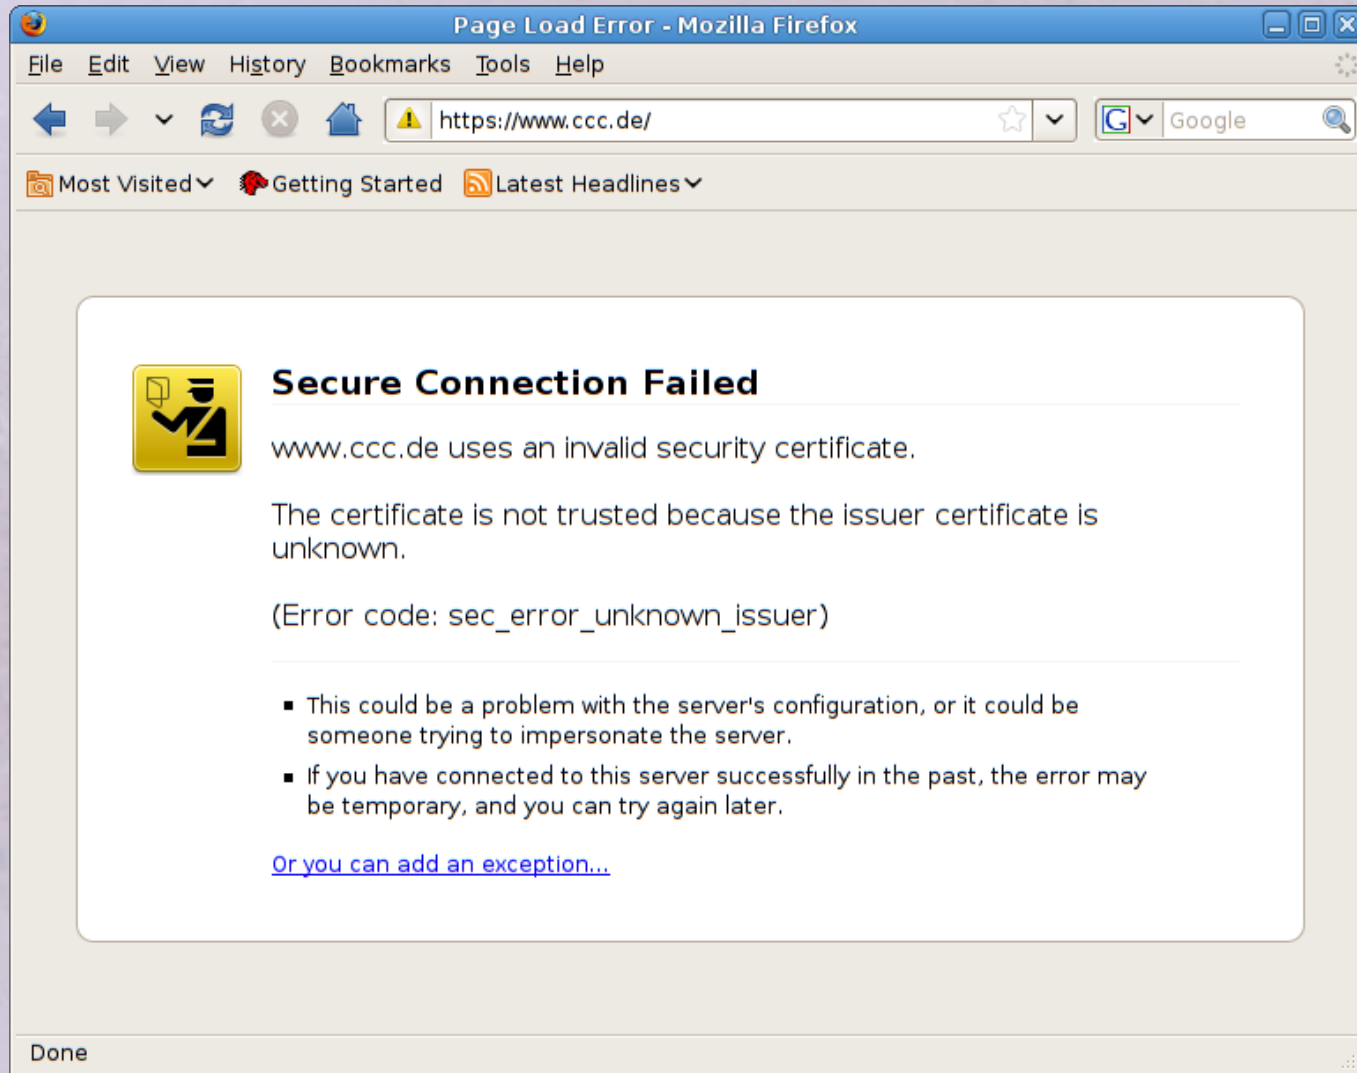 Page Load Error - Mozilla Firefox
File Edit View History Bookmarks Tools Help
https://www.ccc.de/ G Google
Most Visited Getting Started Latest Headlines
Secure Connection Failed
www.ccc.de uses an invalid security certificate.
The certificate is not trusted because the issuer certificate is
unknown.
(Error code: sec_error_unknown_issuer)
This could be a problem with the server's configuration, or it could be
someone trying to impersonate the server.
If you have connected to this server successfully in the past, the error may
be temporary, and you can try again later.
Or you can add an exception...
Done